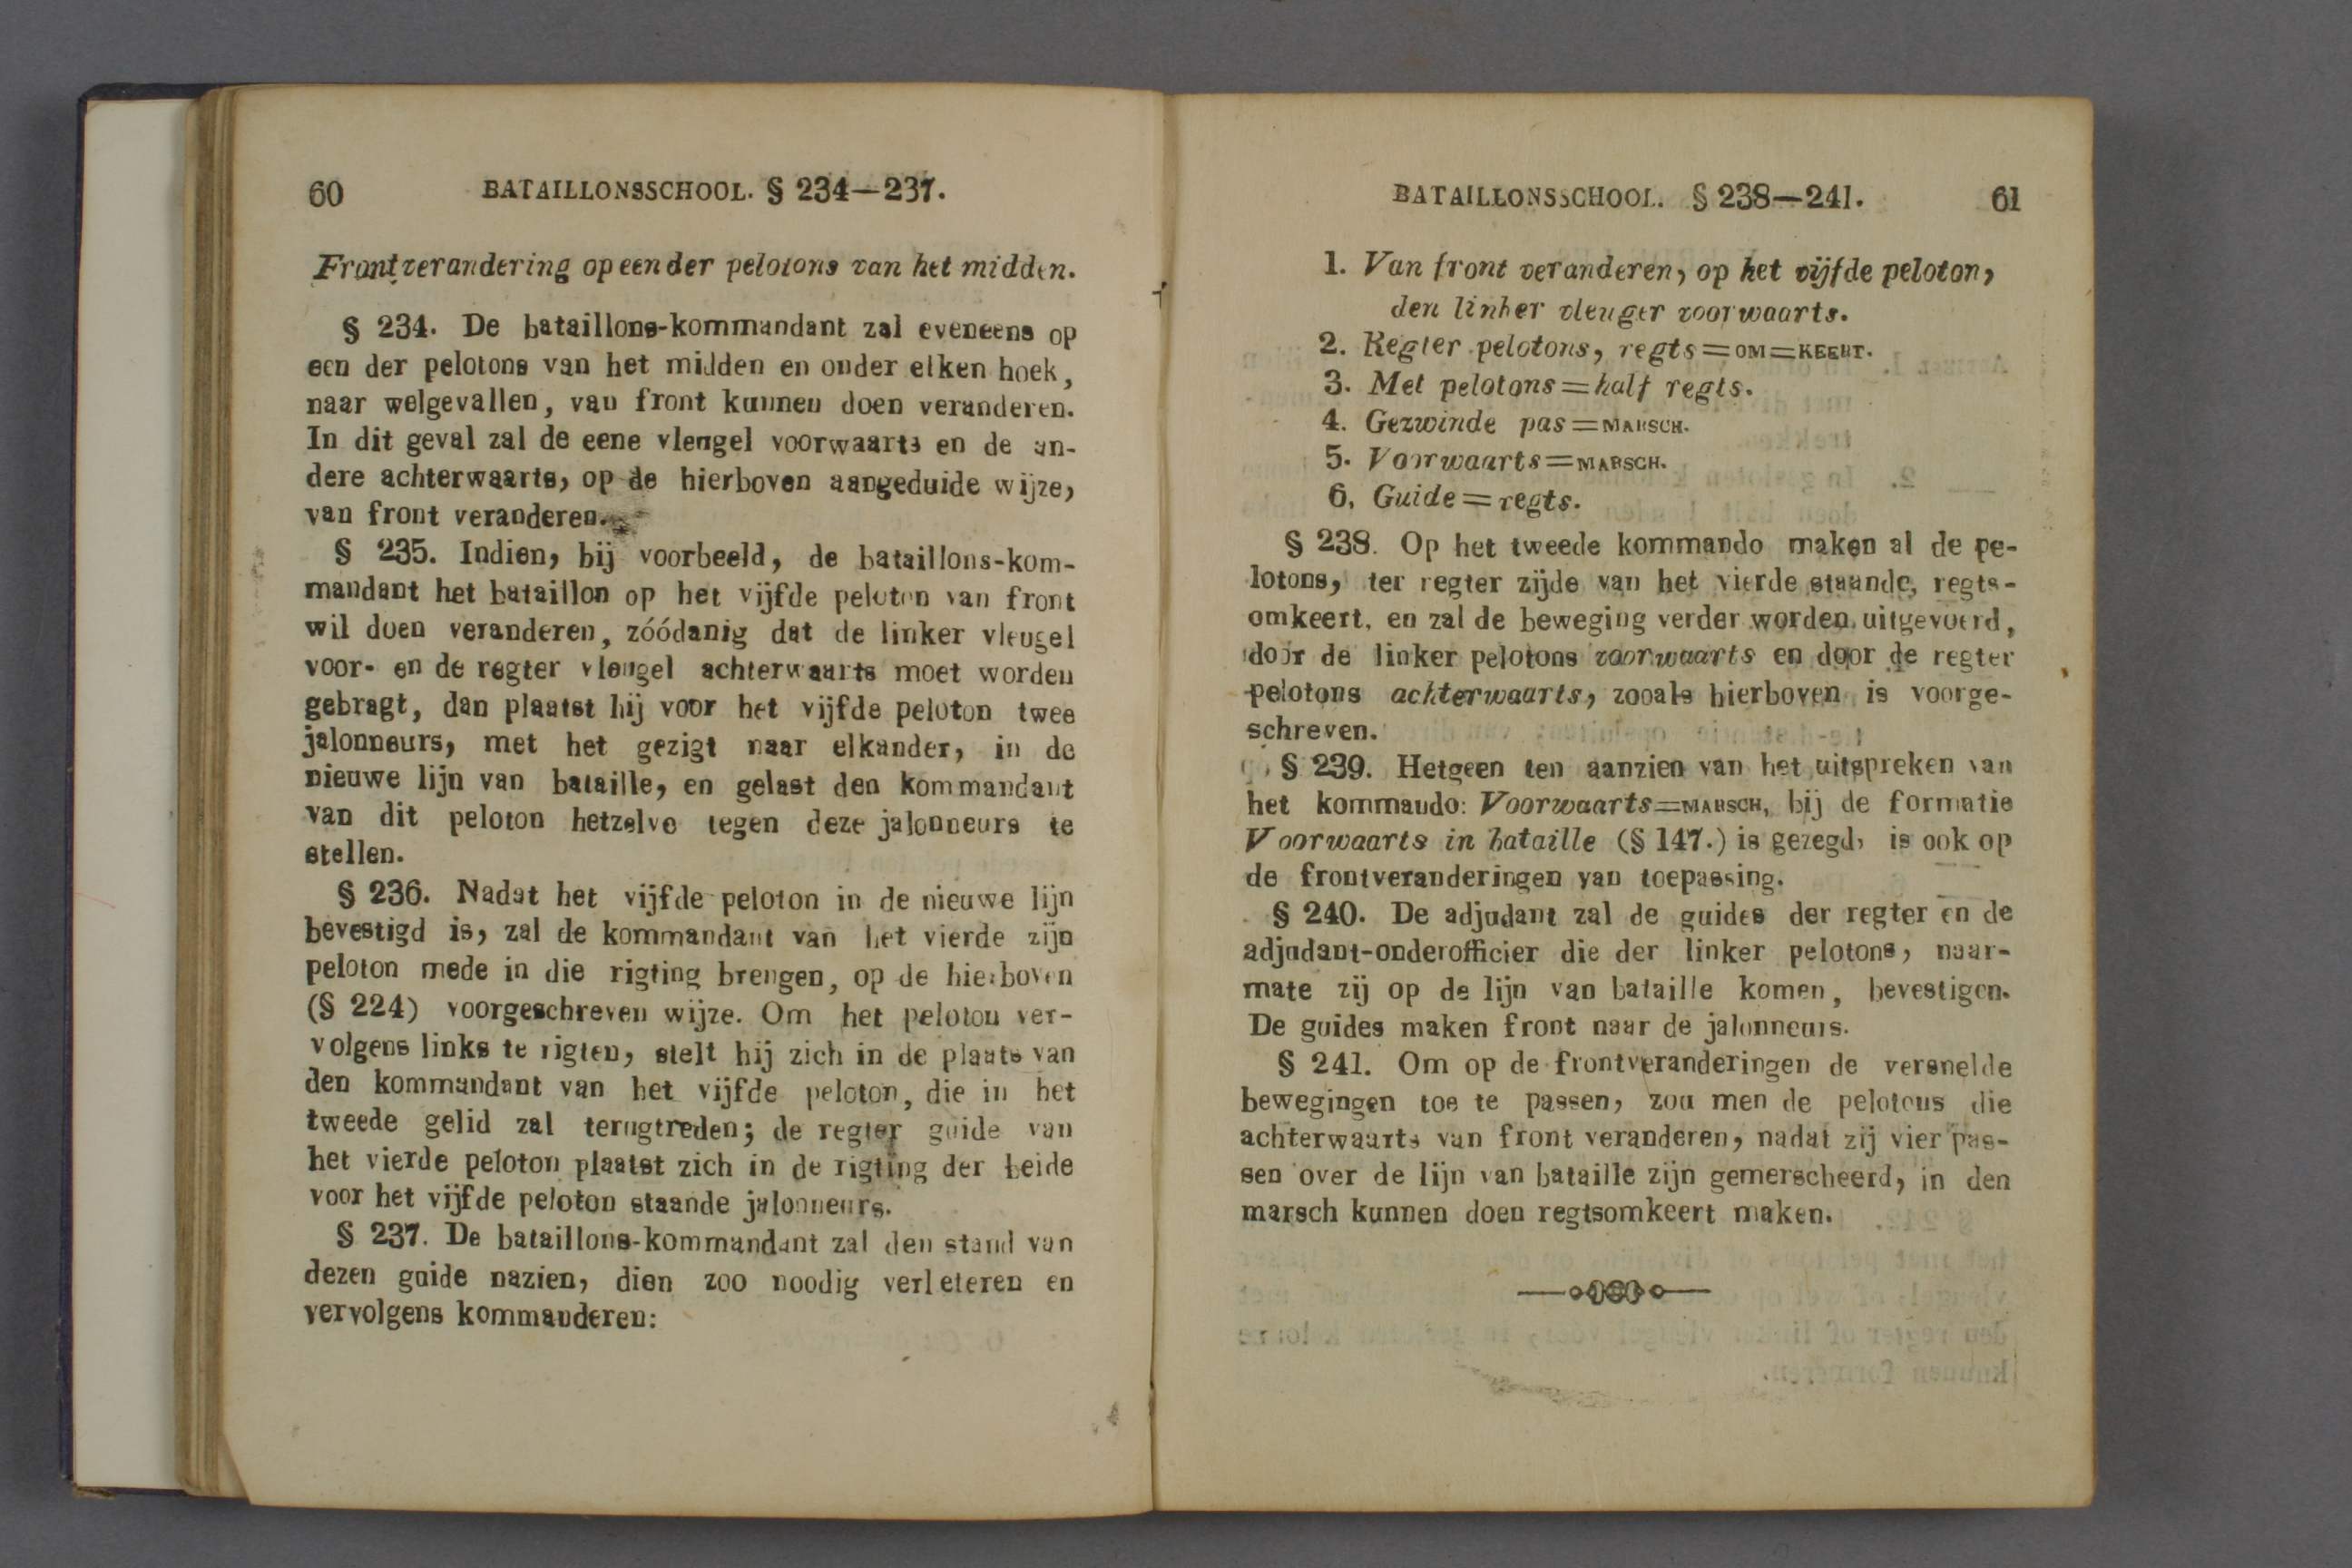 60 BATAILLONSSCHOOL. § 234—237.
Frontverandering op een der pelotons van het midden.
§ 234. De bataillons-kommandant zal eveneens op
een der pelotons van het midden en onder elken hoek,
naar welgevallen, van front kunnen doen veranderen.
In dit geval zal de eene vleugel voorwaarts en de an-
dere achterwaarts, op de hierboven aangeduide wijze,
van front veranderen.
§ 235. Indien, bij voorbeeld, de bataillons-kom-
mandant het bataillon op het vijfde peloton van front
wil doen veranderen, zóódanig dat de linker vleugel
voor- en de regter vleugel achterwaarts moet worden
gebragt, dan plaatst hij voor het vijfde peloton twee
jalonneurs, met het gezigt naar elkander, in de
nieuwe lijn van bataille, en gelast den kommandant
van dit peloton hetzelve tegen deze jalonneurs te
stellen.
§ 236. Nadat het vijfde peloton in de nieuwe lijn
bevestigd is, zal de kommandant van het vierde zijn
peloton mede in die rigting brengen, op de hierboven
(§ 224) voorgeschreven wijze. Om het peloton ver-
volgens links te rigten, stelt hij zich in de plaats van
den kommandant van het vijfde peloton, die in het
tweede gelid zal terugtreden; de regter guide van
het vierde peloton plaatst zich in de rigting der beide
voor het vijfde peloton staande jalonneurs.
§ 237. De bataillons-kommandant zal den stand van
dezen guide nazien, dien zoo noodig verbeteren en
vervolgens kommanderen:
BATAILLONSSCHOOL. § 238—241. 61
1. Van front veranderen, op het vijfde peloton,
den linker vleuger voorwaarts.
2. Regter pelotons, regts=OM=KEERT.
3. Met pelotons=half regts.
4. Gezwinde pas=MARSCH.
5. Voorwaarts=MARSCH.
6. Guide=regts.
§ 238. Op het tweede kommando maken al de pe-
lotons, ter regter zijde van het vierde staande, regts-
omkeert, en zal de beweging verder worden uitgevoerd,
door de linker pelotons voorwaarts en door de regter
pelotons achterwaarts, zooals hierboven is voorge-
schreven.
§ 239. Hetgeen ten aanzien van het uitspreken van
het kommando: Voorwaarts=MARSCH, bij de formatie
Voorwaarts in bataille (§ 147.) is gezegd, is ook op
de frontveranderingen van toepassing.
§ 240. De adjudant zal de guides der regter en de
adjudant-onderofficier die der linker pelotons, naar-
mate zij op de lijn van bataille komen, bevestigen.
De guides maken front naar de jalonneurs.
§ 241. Om op de frontveranderingen de versnelde
bewegingen toe te passen, zou men de pelotons die
achterwaarts van front veranderen, nadat zij vier pas-
sen over de lijn van bataille zijn gemerscheerd, in den
marsch kunnen doen regtsomkeert maken.